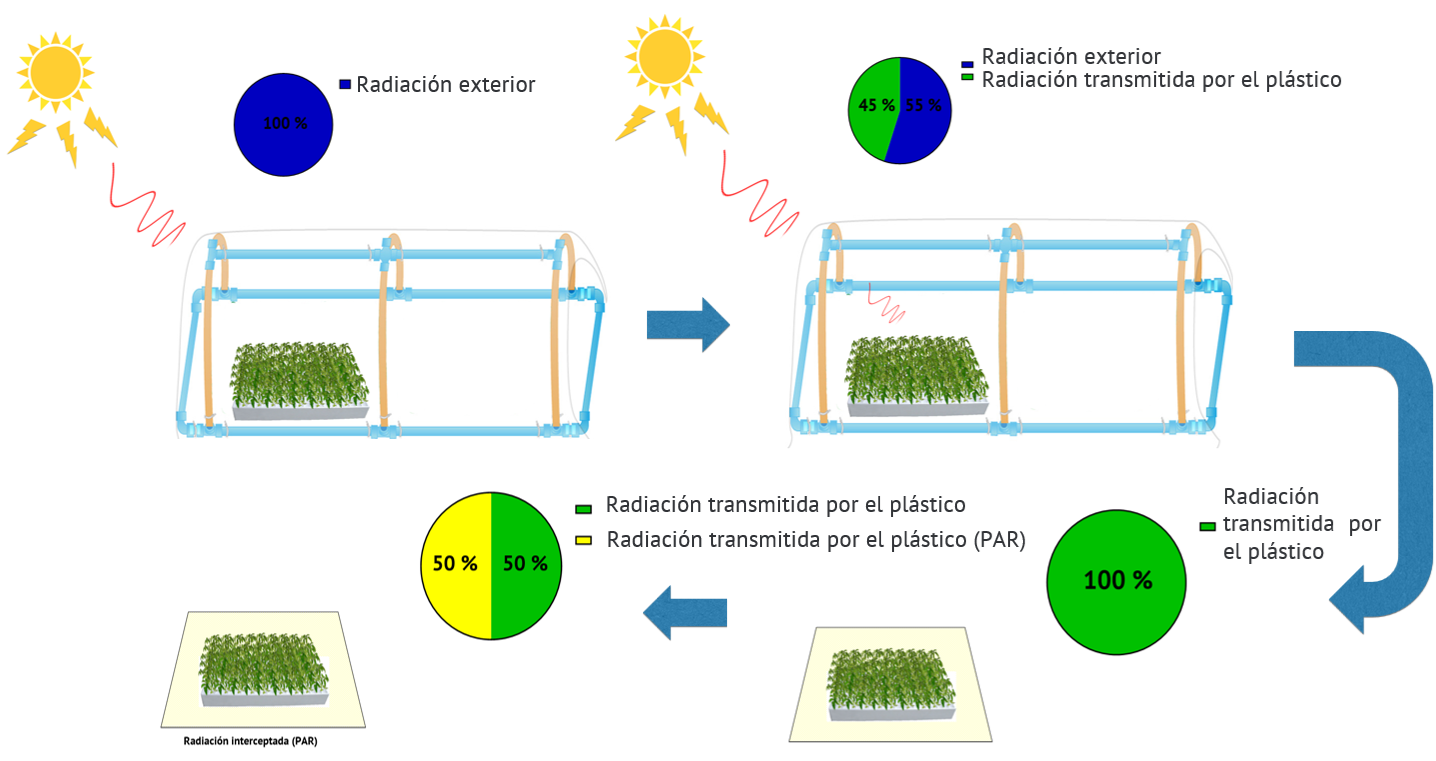 Radiación exterior
100 %
Radiación exterior
Radiación transmitida por el plástico
45 % 55 %
Radiación transmitida por el plástico
Radiación transmitida por el plástico (PAR)
50 % 50 %
Radiación
transmitida por
el plástico
100 %
Radiación interceptada (PAR)